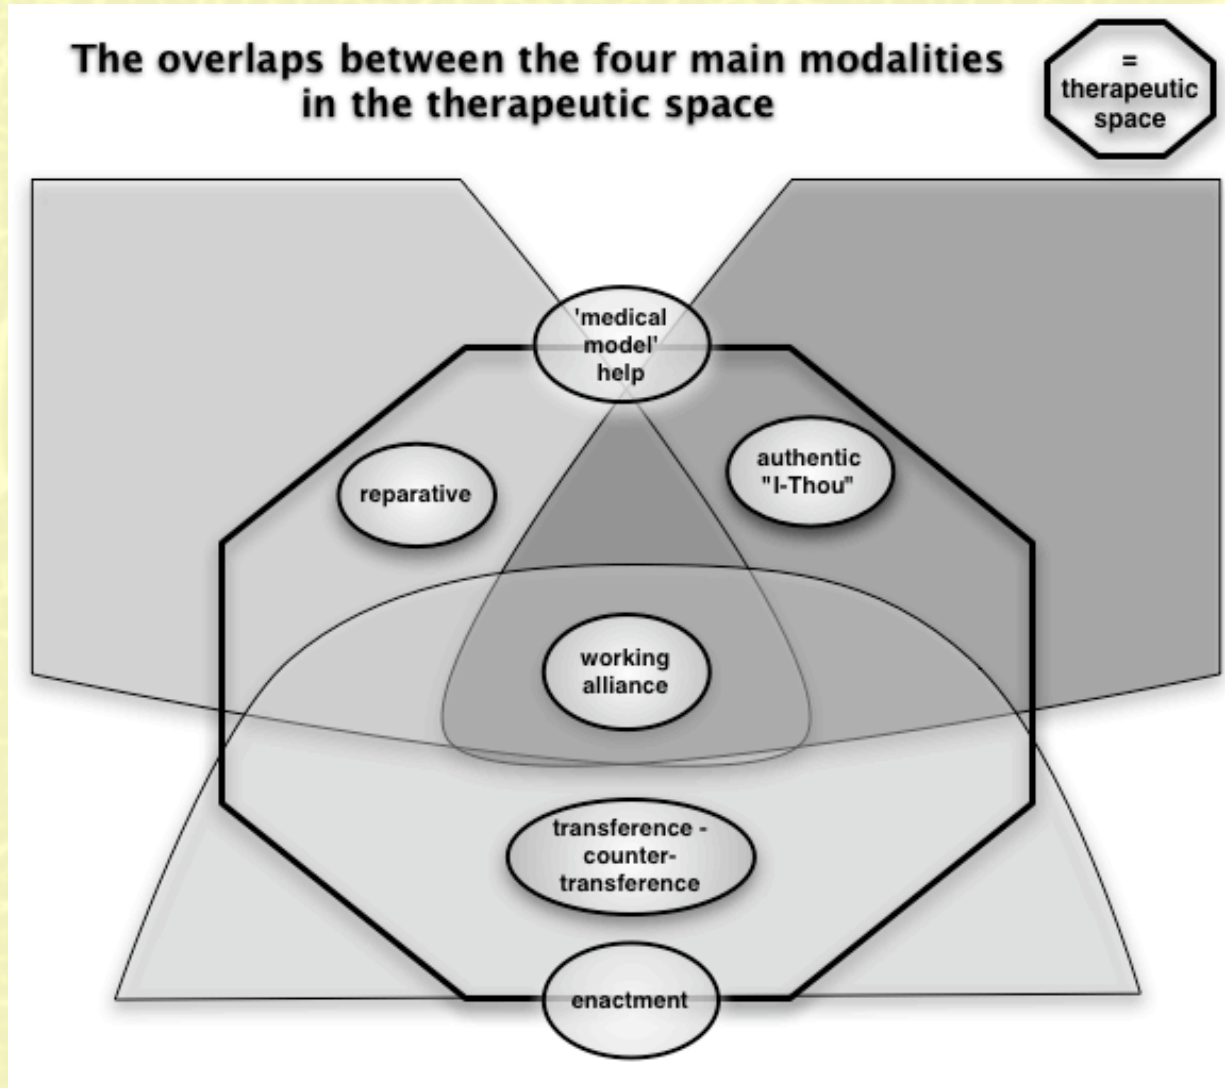 The overlaps between the four main modalities
in the therapeutic space
=
therapeutic
space
'medical
model'
help
reparative
authentic
"I-Thou"
working
alliance
transference -
counter-
transference
enactment